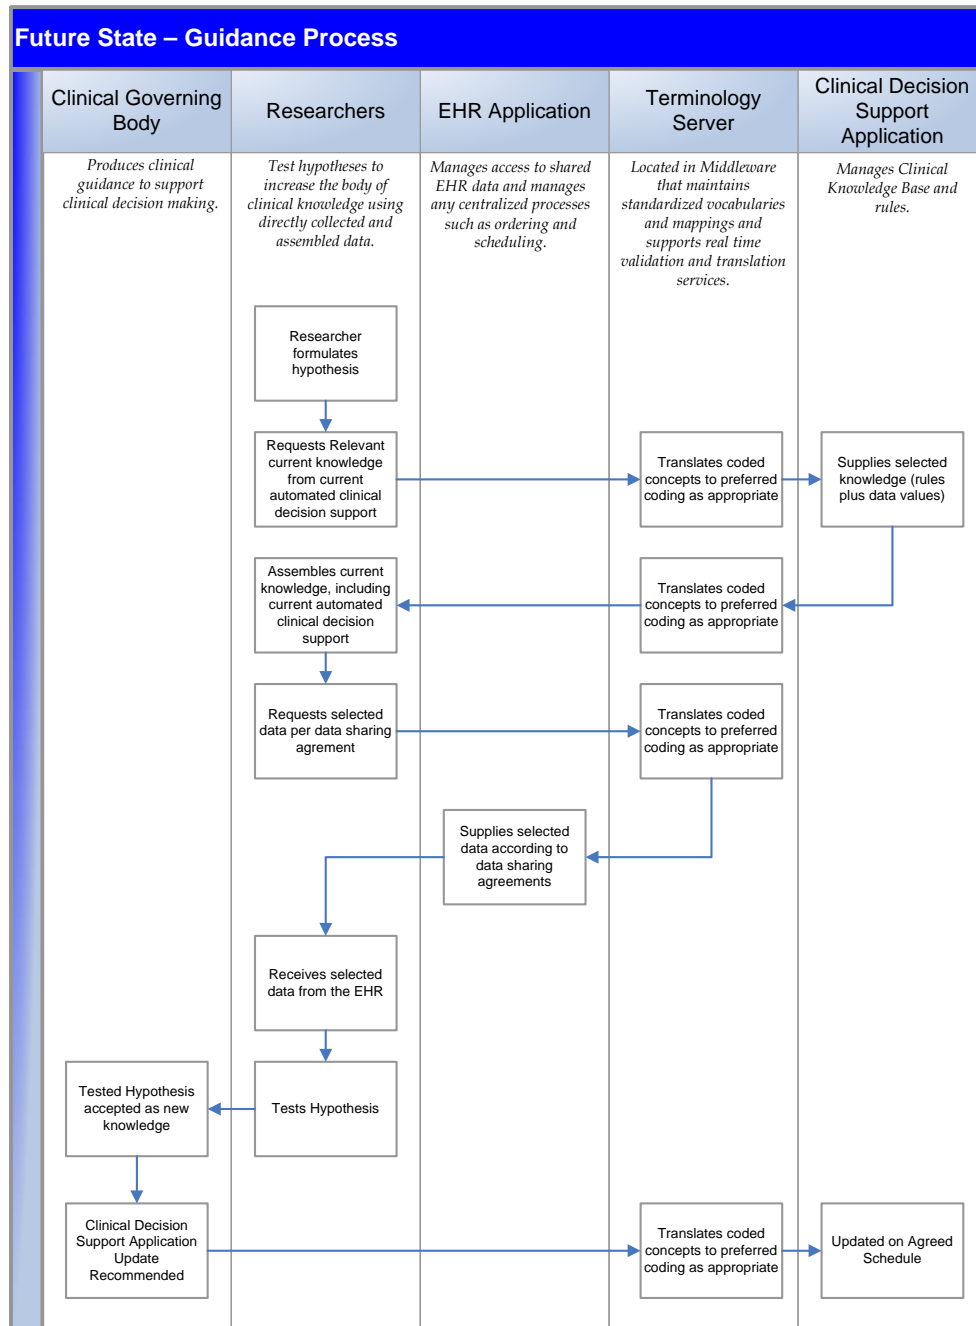 Future State – Guidance Process
Clinical Governing
Body
Researchers
EHR Application
Terminology
Server
Clinical Decision
Support
Application
Produces clinical
guidance to support
clinical decision making.
Test hypotheses to
increase the body of
clinical knowledge using
directly collected and
assembled data.
Manages access to shared
EHR data and manages
any centralized processes
such as ordering and
scheduling.
Located in Middleware
that maintains
standardized vocabularies
and mappings and
supports real time
validation and translation
services.
Manages Clinical
Knowledge Base and
rules.
Researcher
formulates
hypothesis
Requests Relevant
current knowledge
from current
automated clinical
decision support
Translates coded
concepts to preferred
coding as appropriate
Supplies selected
knowledge (rules
plus data values)
Assembles current
knowledge, including
current automated
clinical decision
support
Translates coded
concepts to preferred
coding as appropriate
Requests selected
data per data sharing
agrement
Translates coded
concepts to preferred
coding as appropriate
Supplies selected
data according to
data sharing
agreements
Receives selected
data from the EHR
Tested Hypothesis
accepted as new
knowledge
Tests Hypothesis
Clinical Decision
Support Application
Update
Recommended
Translates coded
concepts to preferred
coding as appropriate
Updated on Agreed
Schedule